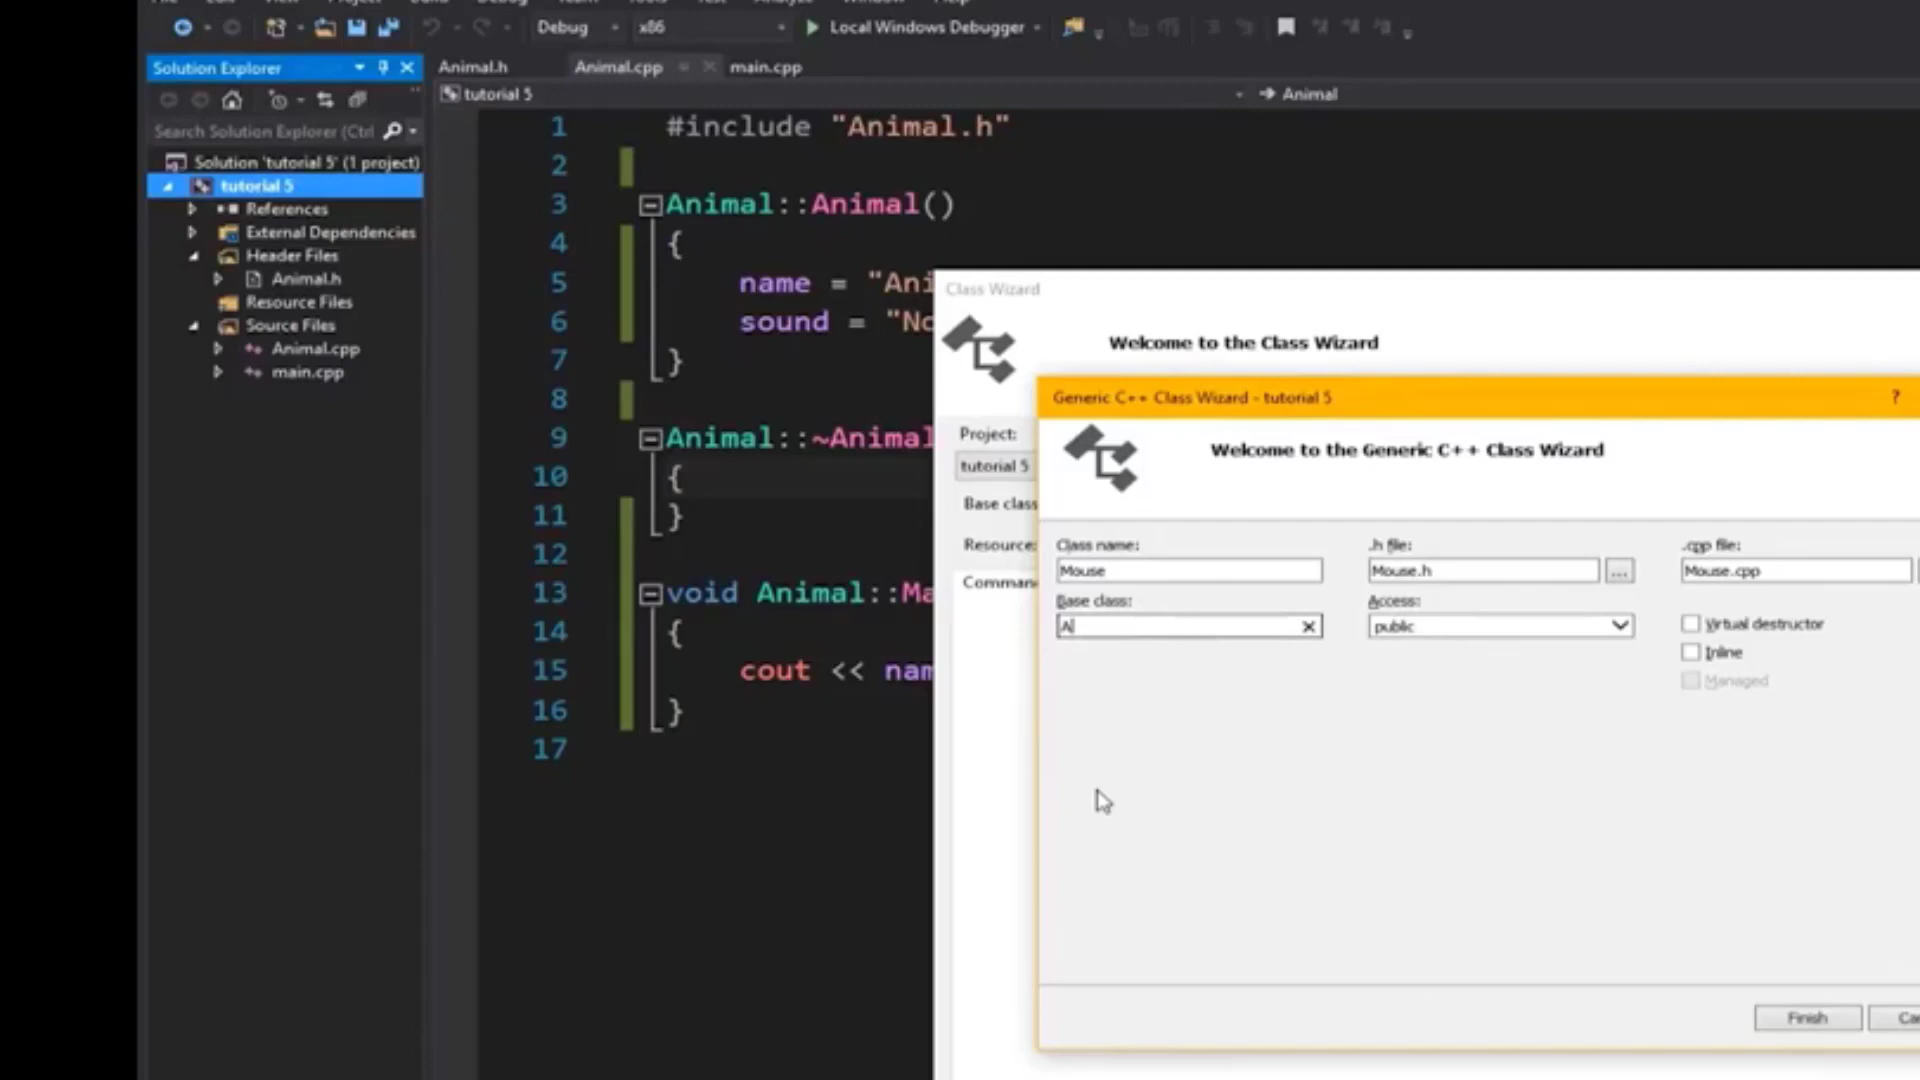 Debug
x86
Local Windows Debugger
Solution Explorer
Animal.h
Animal.cpp
main.cpp
tutorial 5
Animal
Search Solution Explorer (Ctrl
Solution 'tutorial 5' (1 project)
tutorial 5
References
External Dependencies
Header Files
Animal.h
Resource Files
Source Files
Animal.cpp
main.cpp
1 #include "Animal.h"
2
3 Animal::Animal()
4 {
5 name = "Ani
6 sound = "No
7 }
8
9 Animal::~Animal
10 {
11 }
12
13 void Animal::Ma
14 {
15 cout << nam
16 }
17
Class Wizard
Welcome to the Class Wizard
Project:
tutorial 5
Base class
Resource:
Comman
Generic C++ Class Wizard - tutorial 5
?
Welcome to the Generic C++ Class Wizard
Class name:
.h file:
.cpp file:
Mouse
Mouse.h
...
Mouse.cpp
Base class:
Access:
A
public
Virtual destructor
Inline
Managed
Finish
Ca